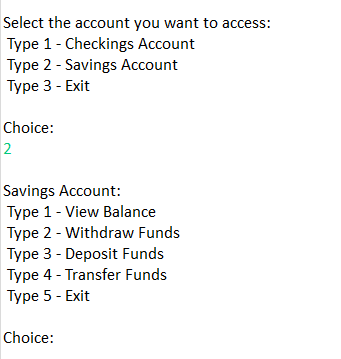 Select the account you want to access:
Type 1 - Checkings Account
Type 2 - Savings Account
Type 3 - Exit
Choice:
2
Savings Account:
Type 1 - View Balance
Type 2 - Withdraw Funds
Type 3 - Deposit Funds
Type 4 - Transfer Funds
Type 5 - Exit
Choice: